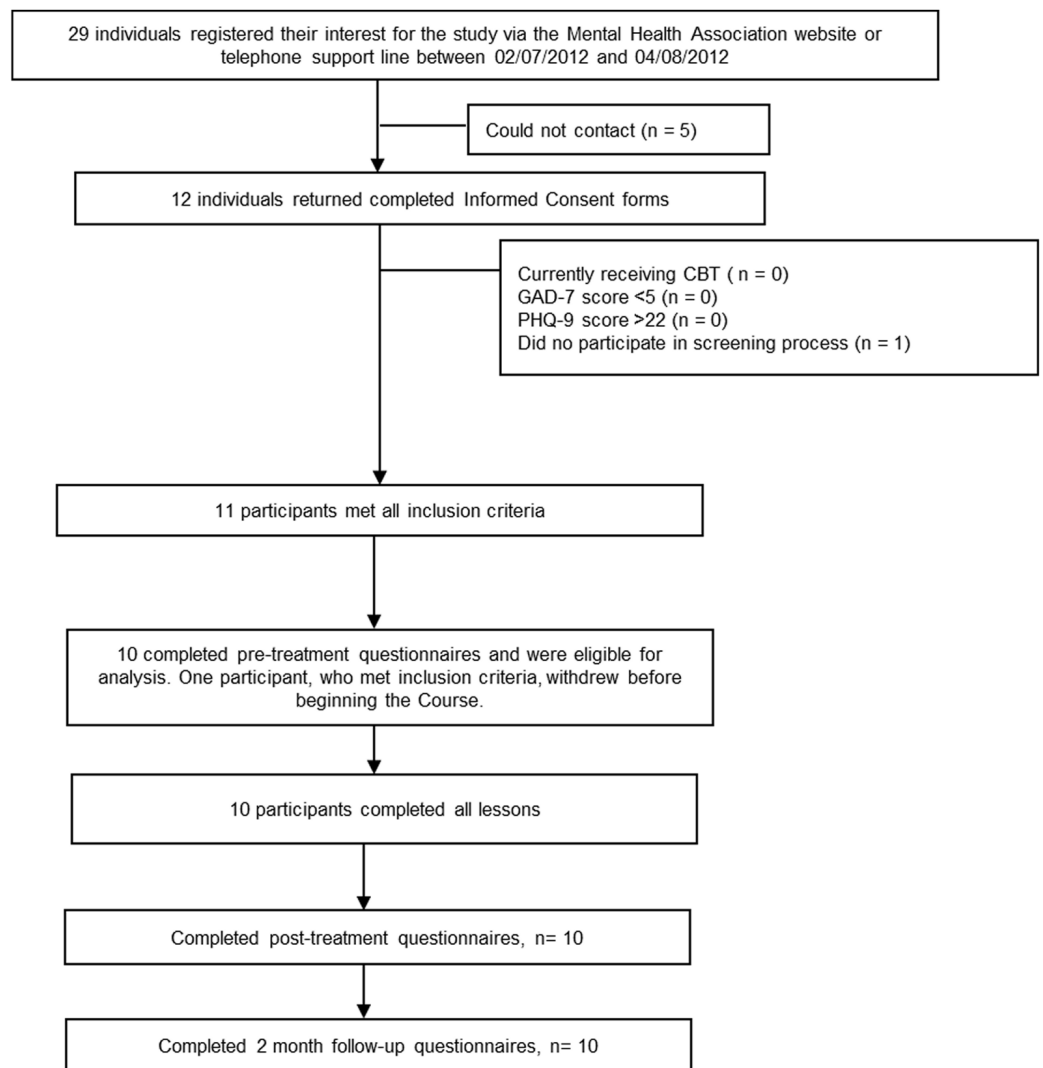 29 individuals registered their interest for the study via the Mental Health Association website or
telephone support line between 02/07/2012 and 04/08/2012
Could not contact (n = 5)
12 individuals returned completed Informed Consent forms
Currently receiving CBT ( n = 0)
GAD-7 score <5 (n = 0)
PHQ-9 score >22 (n = 0)
Did no participate in screening process (n = 1)
11 participants met all inclusion criteria
10 completed pre-treatment questionnaires and were eligible for
analysis. One participant, who met inclusion criteria, withdrew before
beginning the Course.
10 participants completed all lessons
Completed post-treatment questionnaires, n= 10
Completed 2 month follow-up questionnaires, n= 10